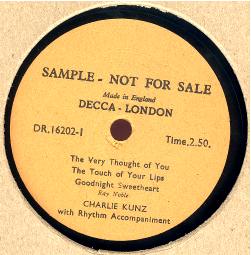 SAMPLE - NOT FOR SALE
Made in England
DECCA - LONDON
DR.16202-1 Time.2.50.
The Very Thought of You
The Touch of Your Lips
Goodnight Sweetheart
Ray Noble
CHARLIE KUNZ
with Rhythm Accompaniment